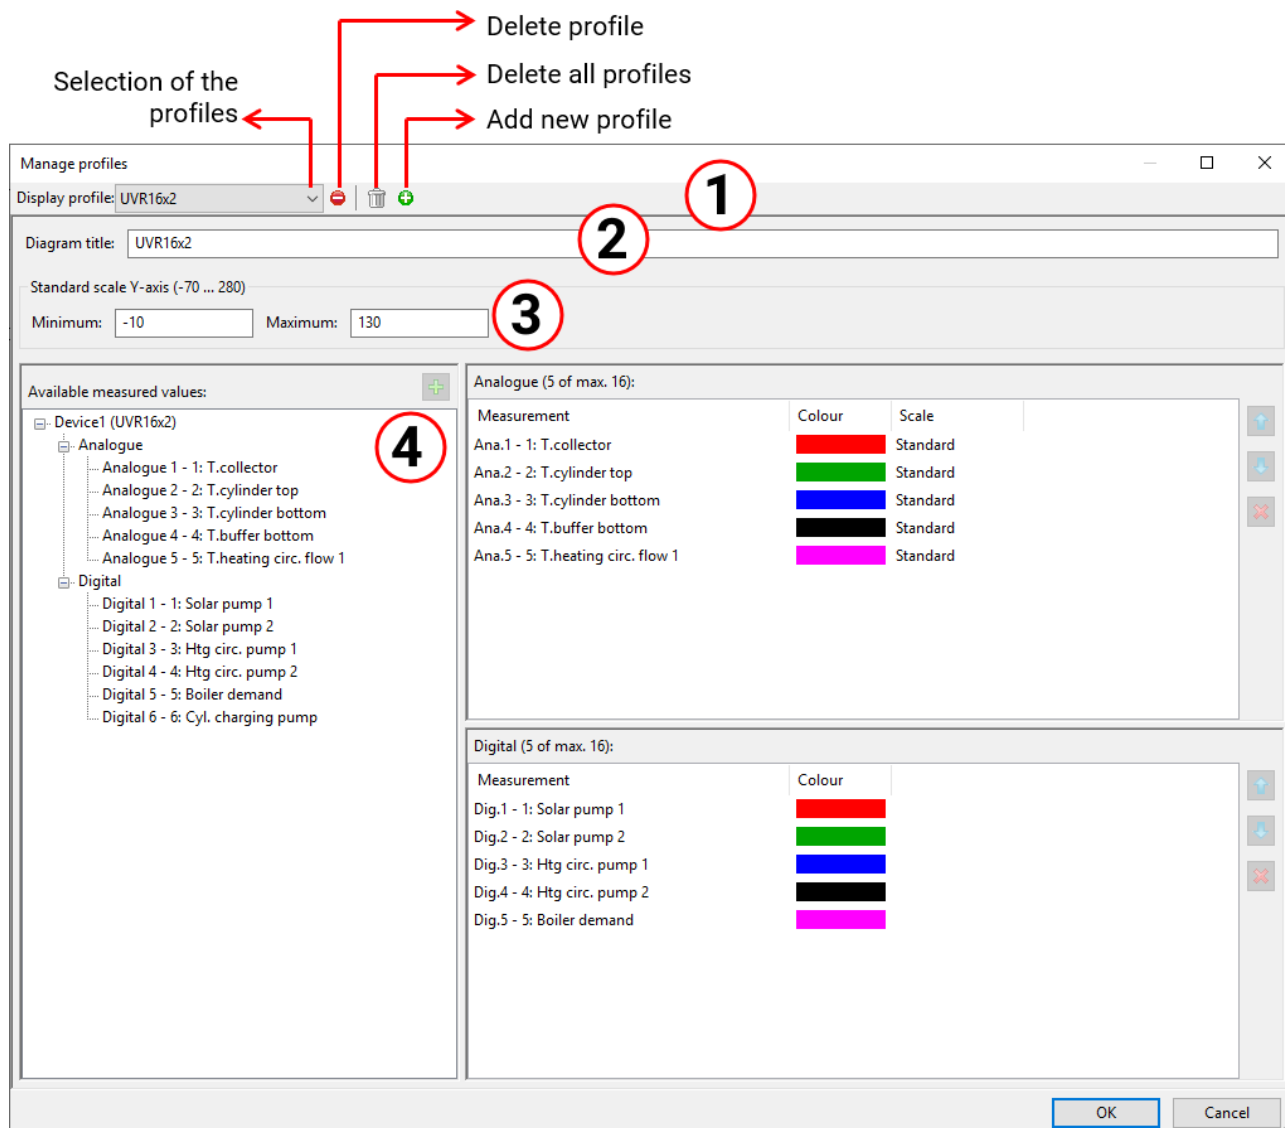 Delete profile
Delete all profiles
Selection of the
profiles
Add new profile
Manage profiles
Display profile: UVR16x2
1
Diagram title: UVR16x2
2
Standard scale Y-axis (-70 ... 280)
Minimum: -10 Maximum: 130
3
Available measured values:
4
Device1 (UVR16x2)
Analogue
Analogue 1 - 1: T.collector
Analogue 2 - 2: T.cylinder top
Analogue 3 - 3: T.cylinder bottom
Analogue 4 - 4: T.buffer bottom
Analogue 5 - 5: T.heating circ. flow 1
Digital
Digital 1 - 1: Solar pump 1
Digital 2 - 2: Solar pump 2
Digital 3 - 3: Htg circ. pump 1
Digital 4 - 4: Htg circ. pump 2
Digital 5 - 5: Boiler demand
Digital 6 - 6: Cyl. charging pump
Analogue (5 of max. 16):
Measurement Colour Scale
Ana.1 - 1: T.collector Standard
Ana.2 - 2: T.cylinder top Standard
Ana.3 - 3: T.cylinder bottom Standard
Ana.4 - 4: T.buffer bottom Standard
Ana.5 - 5: T.heating circ. flow 1 Standard
Digital (5 of max. 16):
Measurement Colour
Dig.1 - 1: Solar pump 1
Dig.2 - 2: Solar pump 2
Dig.3 - 3: Htg circ. pump 1
Dig.4 - 4: Htg circ. pump 2
Dig.5 - 5: Boiler demand
OK Cancel